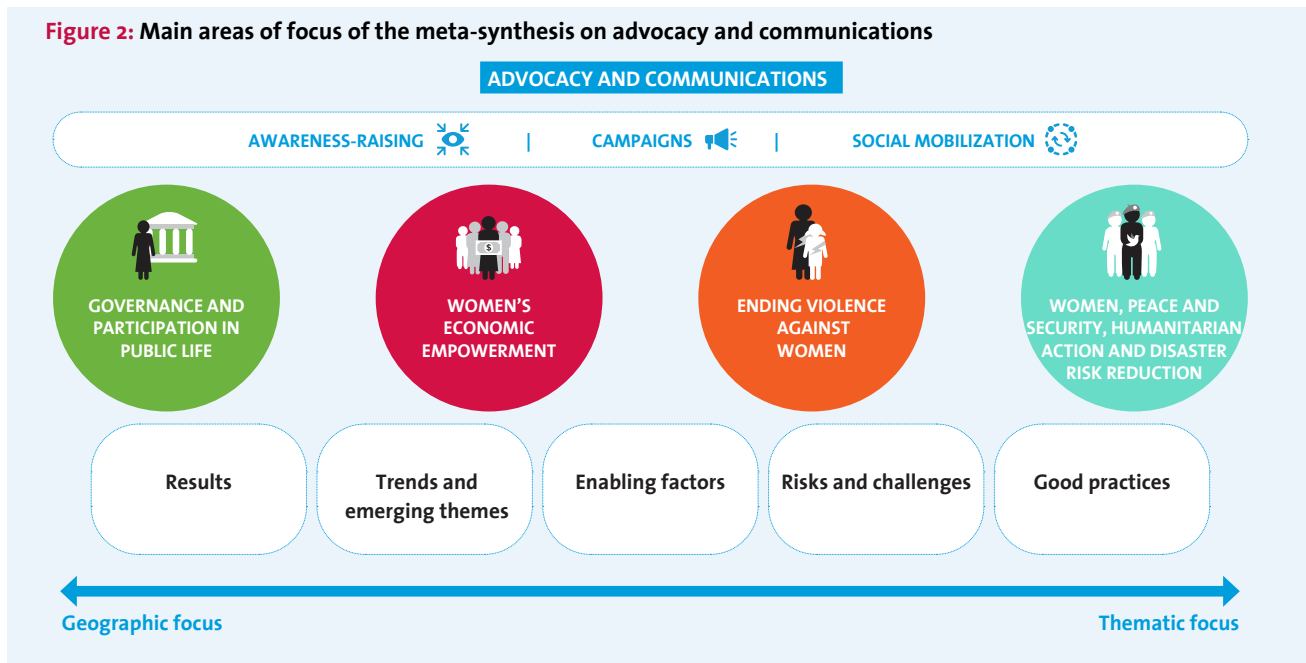 Figure 2: Main areas of focus of the meta-synthesis on advocacy and communications
ADVOCACY AND COMMUNICATIONS
AWARENESS-RAISING | CAMPAIGNS | SOCIAL MOBILIZATION
GOVERNANCE AND
PARTICIPATION IN
PUBLIC LIFE
WOMEN'S
ECONOMIC
EMPOWERMENT
$
ENDING VIOLENCE
AGAINST
WOMEN
WOMEN, PEACE AND
SECURITY, HUMANITARIAN
ACTION AND DISASTER
RISK REDUCTION
Results
Trends and
emerging themes
Enabling factors
Risks and challenges
Good practices
Geographic focus
Thematic focus